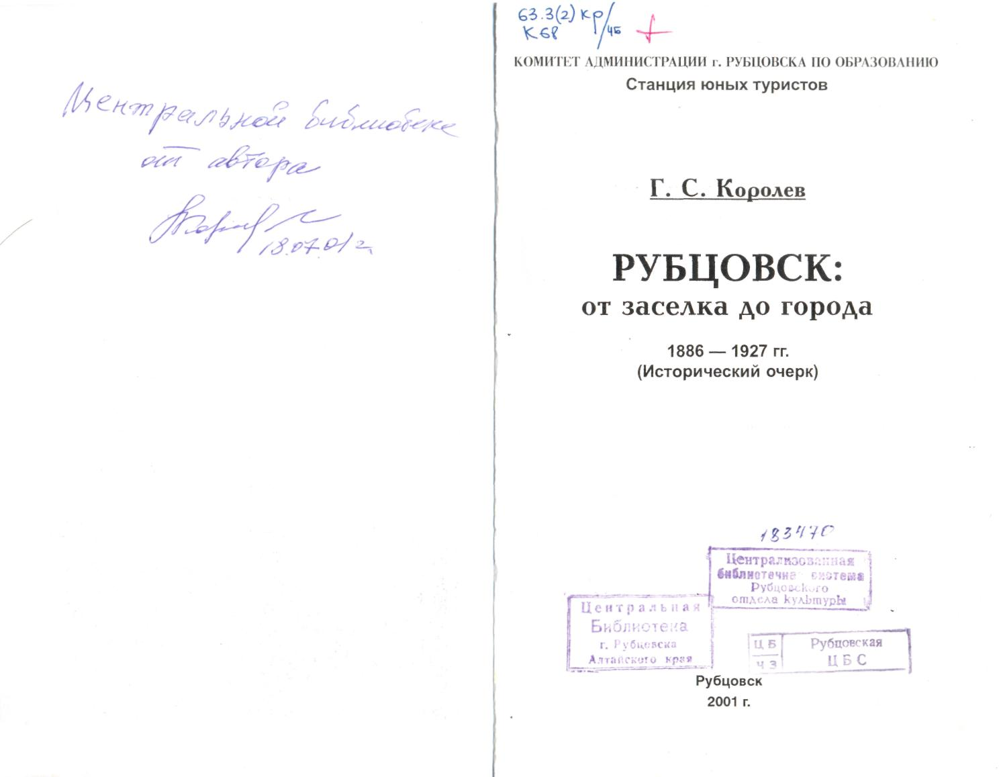 Центральной библиотеке
от автора
18.07.01 г.
63.3(2)Кр/
К68
ЧБ
КОМИТЕТ АДМИНИСТРАЦИИ г. РУБЦОВСКА ПО ОБРАЗОВАНИЮ
Станция юных туристов
Г. С. Королев
РУБЦОВСК:
от заселка до города
1886 — 1927 гг.
(Исторический очерк)
183470
Централизованная
библиотечная система
Рубцовского
отдела культуры
Центральная
Библиотека
г. Рубцовска
Алтайского края
ЦБ
ЧЗ
Рубцовская
ЦБС
Рубцовск
2001 г.